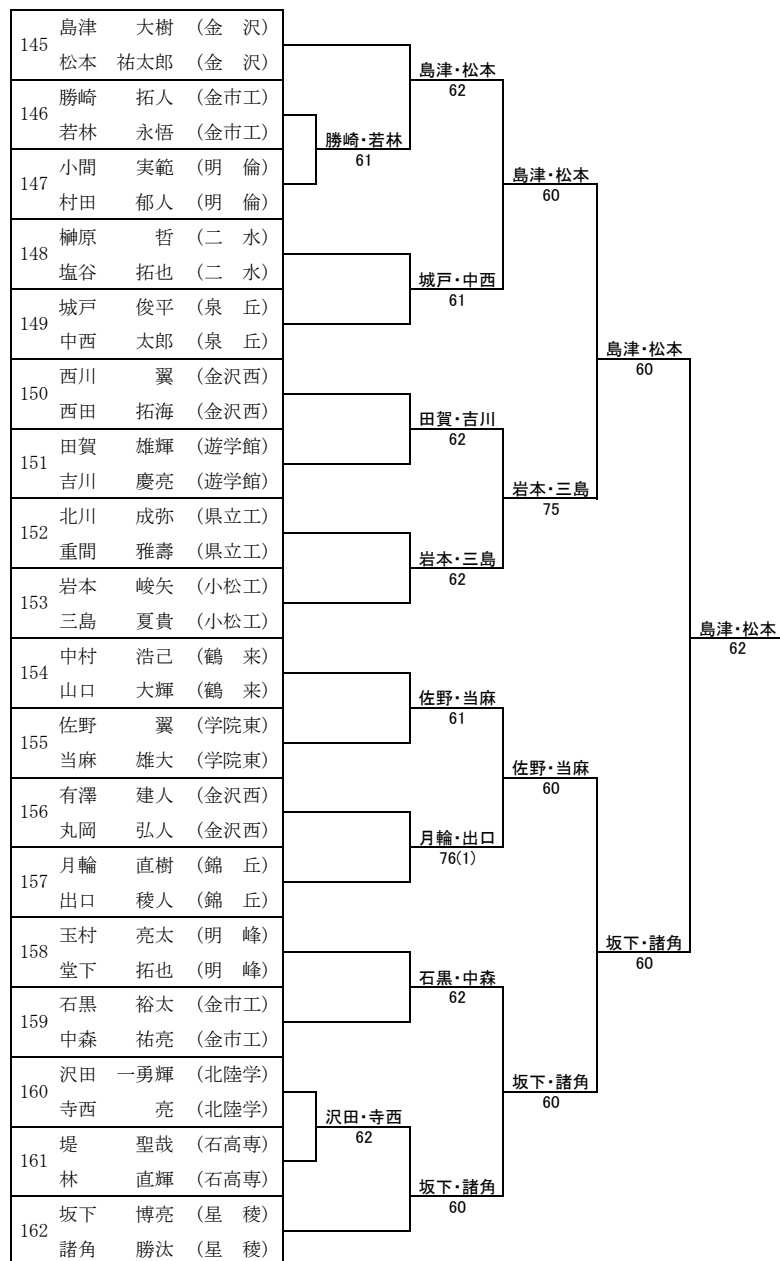 145 島津 大樹 (金 沢)
松本 祐太郎 (金 沢)
146 勝崎 拓人 (金市工)
若林 永悟 (金市工)
147 小間 実範 (明 倫)
村田 郁人 (明 倫)
148 榊原 哲 (二 水)
塩谷 拓也 (二 水)
149 城戸 俊平 (泉 丘)
中西 太郎 (泉 丘)
150 西川 翼 (金沢西)
西田 拓海 (金沢西)
151 田賀 雄輝 (遊学館)
吉川 慶亮 (遊学館)
152 北川 成弥 (県立工)
重間 雅壽 (県立工)
153 岩本 峻矢 (小松工)
三島 夏貴 (小松工)
154 中村 浩己 (鶴 来)
山口 大輝 (鶴 来)
155 佐野 翼 (学院東)
当麻 雄大 (学院東)
156 有澤 建人 (金沢西)
丸岡 弘人 (金沢西)
157 月輪 直樹 (錦 丘)
出口 稜人 (錦 丘)
158 玉村 亮太 (明 峰)
堂下 拓也 (明 峰)
159 石黒 裕太 (金市工)
中森 祐亮 (金市工)
160 沢田 一勇輝 (北陸学)
寺西 亮 (北陸学)
161 堤 聖哉 (石高専)
林 直輝 (石高専)
162 坂下 博亮 (星 稜)
諸角 勝汰 (星 稜)
勝崎・若林
61
沢田・寺西
62
島津・松本
62
城戸・中西
61
田賀・吉川
62
岩本・三島
62
佐野・当麻
61
月輪・出口
76(1)
石黒・中森
62
坂下・諸角
60
島津・松本
60
岩本・三島
75
佐野・当麻
60
坂下・諸角
60
島津・松本
60
坂下・諸角
60
島津・松本
62